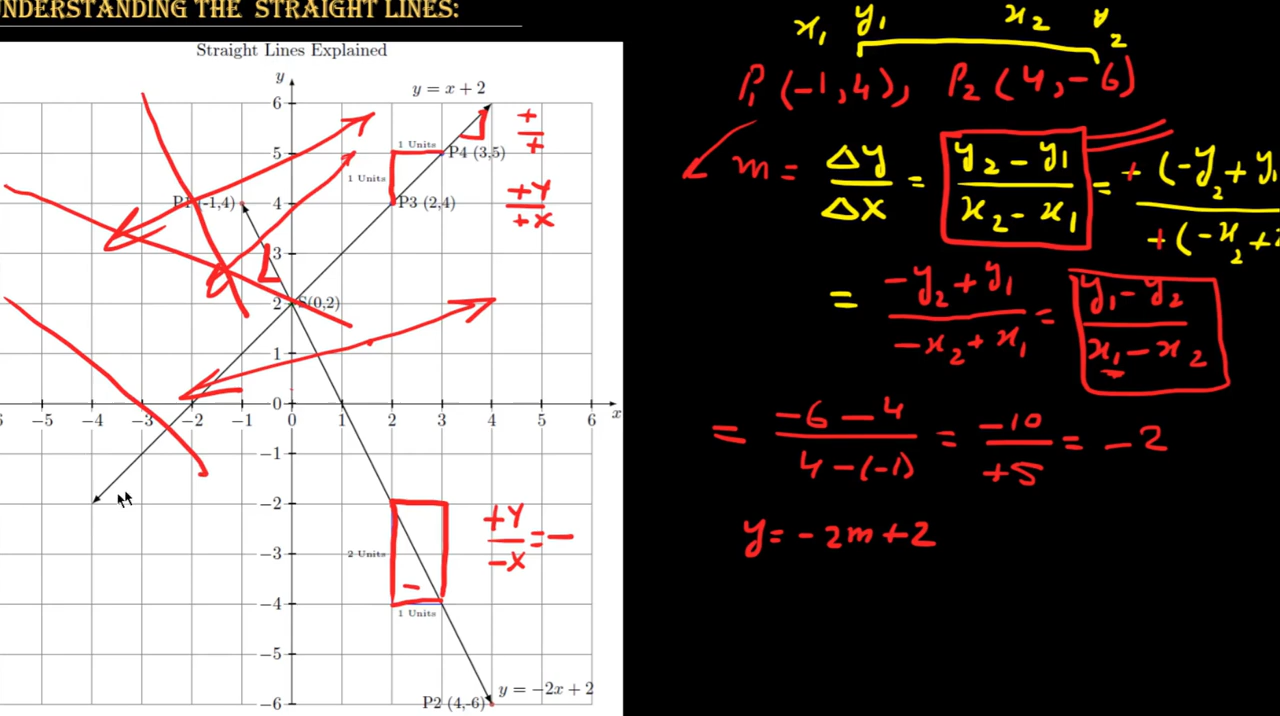 UNDERSTANDING THE STRAIGHT LINES:
Straight Lines Explained
y
y = x + 2
6
1 Units
5
P4 (3,5)
1 Units
4
P3 (2,4)
3
2
S(0,2)
1
0
−5 −4 −3 −2 −1 0 1 2 3 4 5 6 x
−1
−2
−3
2 Units
−4
1 Units
−5
y = −2x + 2
−6
P2 (4,-6)
+/+
+Y/+X
+Y/-X = -
-
x₁ y₁ x₂ y₂
P₁ (-1,4), P₂ (4,-6)
m = Δy/Δx = (y₂ - y₁)/(x₂ - x₁) = +(-y₂ + y₁
+(-x₂ +
= (-y₂ + y₁)/(-x₂ + x₁) = (y₁ - y₂)/(x₁ - x₂)
= (-6 - 4)/(4 - (-1)) = -10/+5 = -2
y = -2m + 2